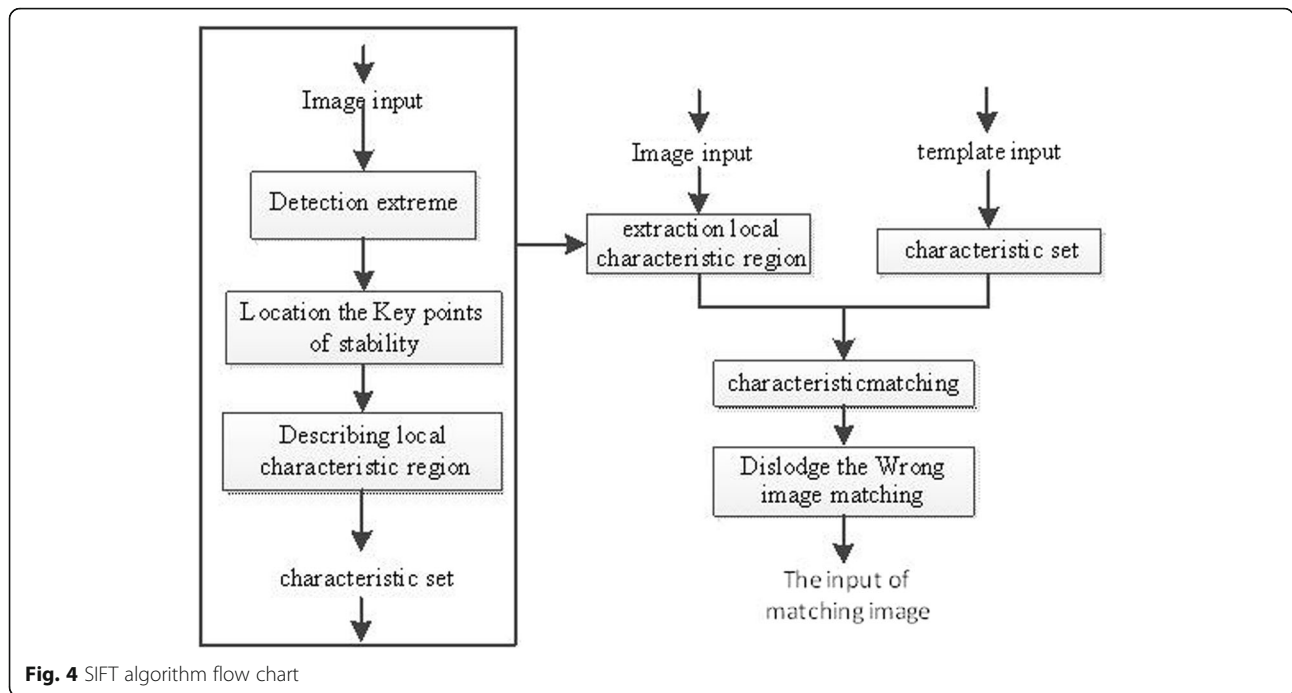 Image input
Detection extreme
Location the Key points
of stability
Describing local
characteristic region
characteristic set
Image input
extraction local
characteristic region
template input
characteristic set
characteristicmatching
Dislodge the Wrong
image matching
The input of
matching image
Fig. 4 SIFT algorithm flow chart